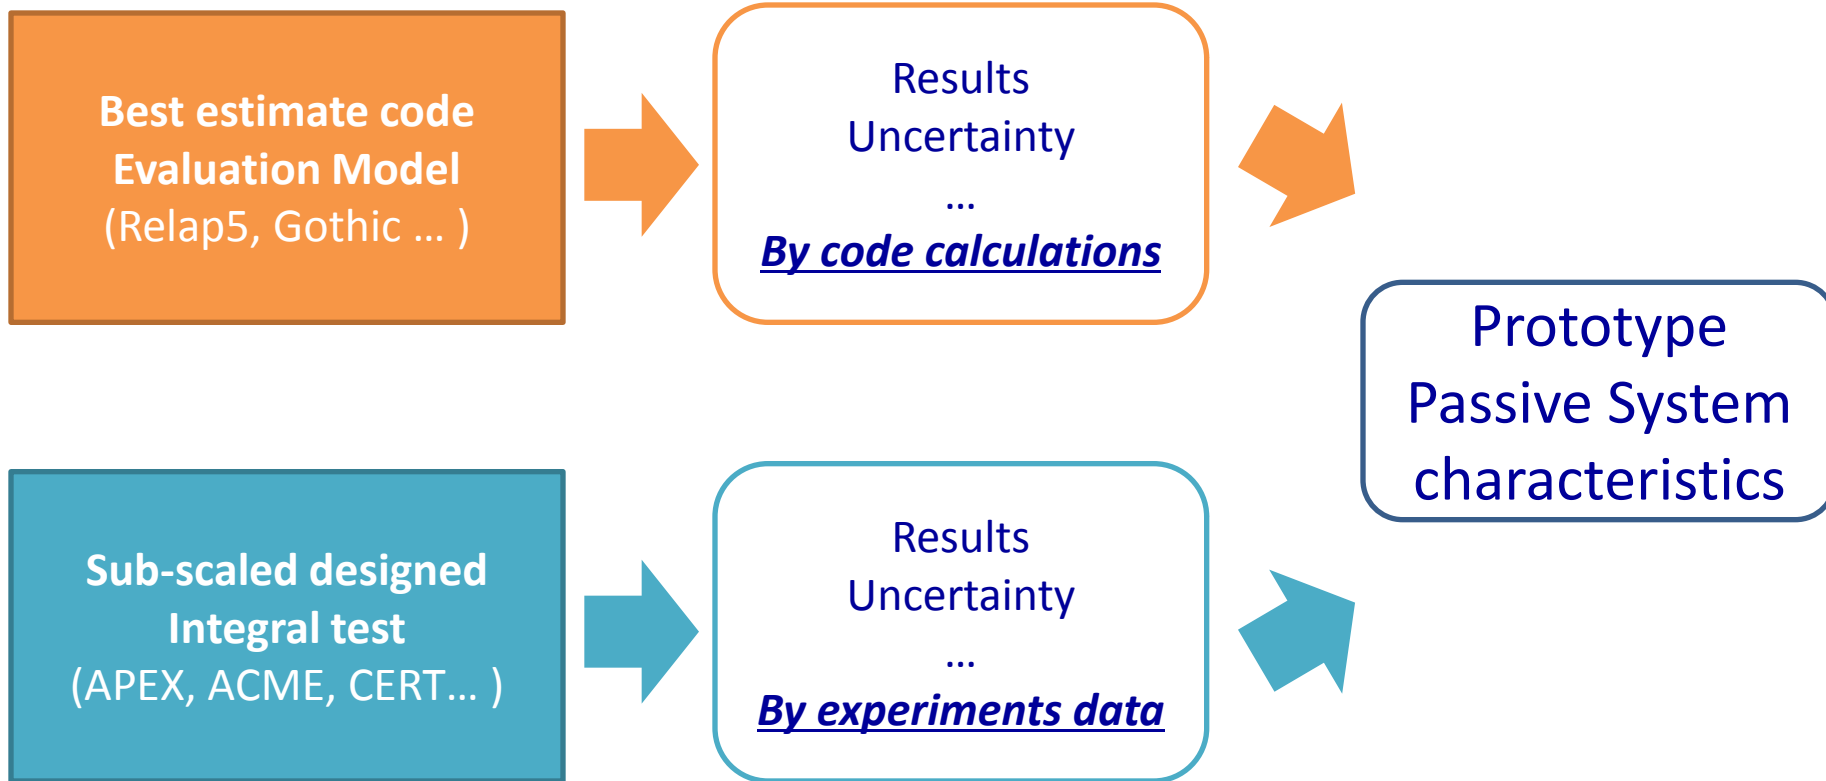 Best estimate code
Evaluation Model
(Relap5, Gothic ... )
Results
Uncertainty
...
By code calculations
Prototype
Passive System
characteristics
Sub-scaled designed
Integral test
(APEX, ACME, CERT... )
Results
Uncertainty
...
By experiments data